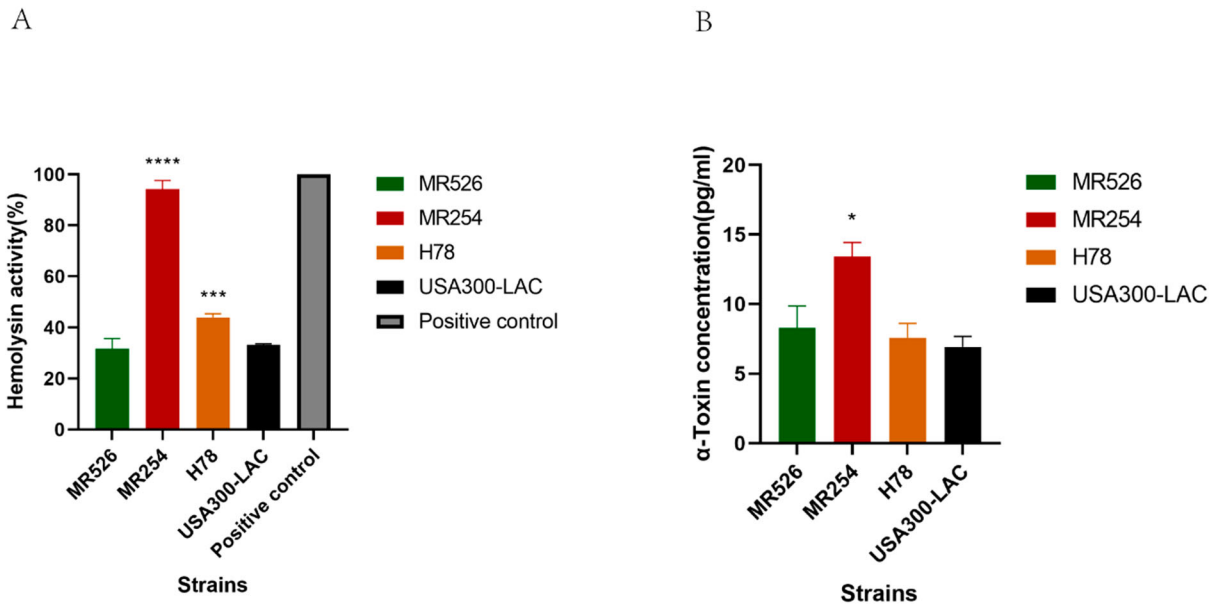 A
Hemolysin activity(%)
100
80
60
40
20
0
****
***
MR526
MR254
H78
USA300-LAC
Positive control
Strains
MR526
MR254
H78
USA300-LAC
Positive control
B
α-Toxin concentration(pg/ml)
20
15
10
5
0
*
MR526
MR254
H78
USA300-LAC
Strains
MR526
MR254
H78
USA300-LAC